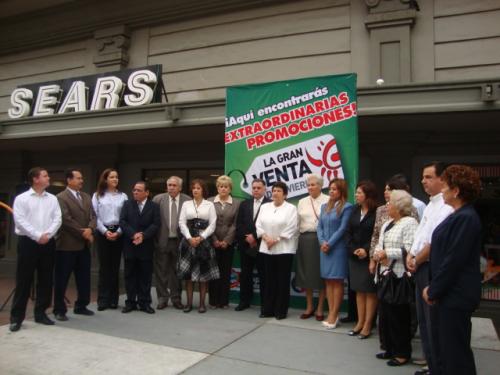 SEARS
¡Aquí encontrarás
EXTRAORDINARIAS
PROMOCIONES!
LA GRAN
VENTA